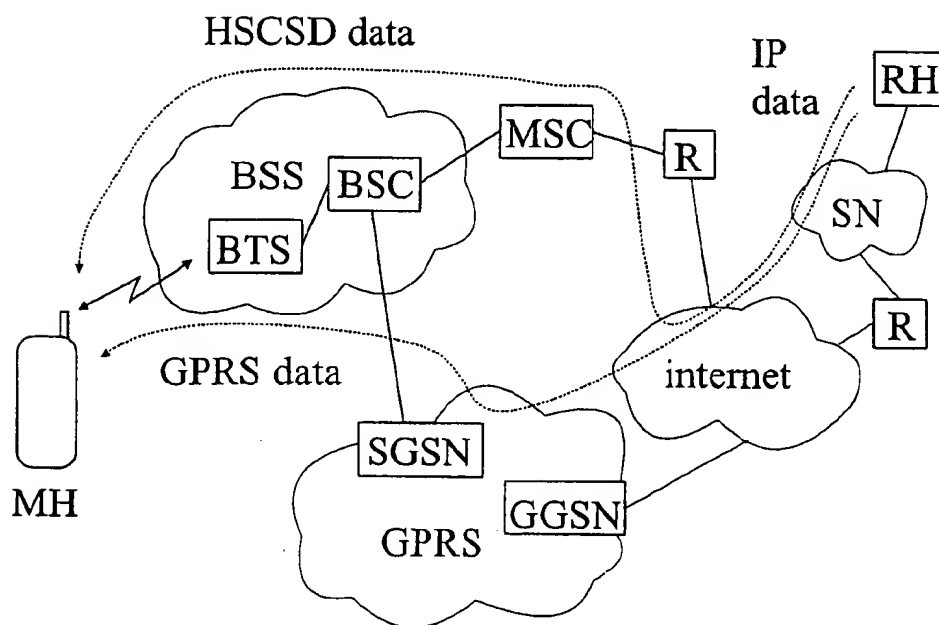 HSCSD data
IP
data
RH
MSC
R
BSS
BSC
SN
BTS
R
internet
GPRS data
SGSN
MH
GGSN
GPRS